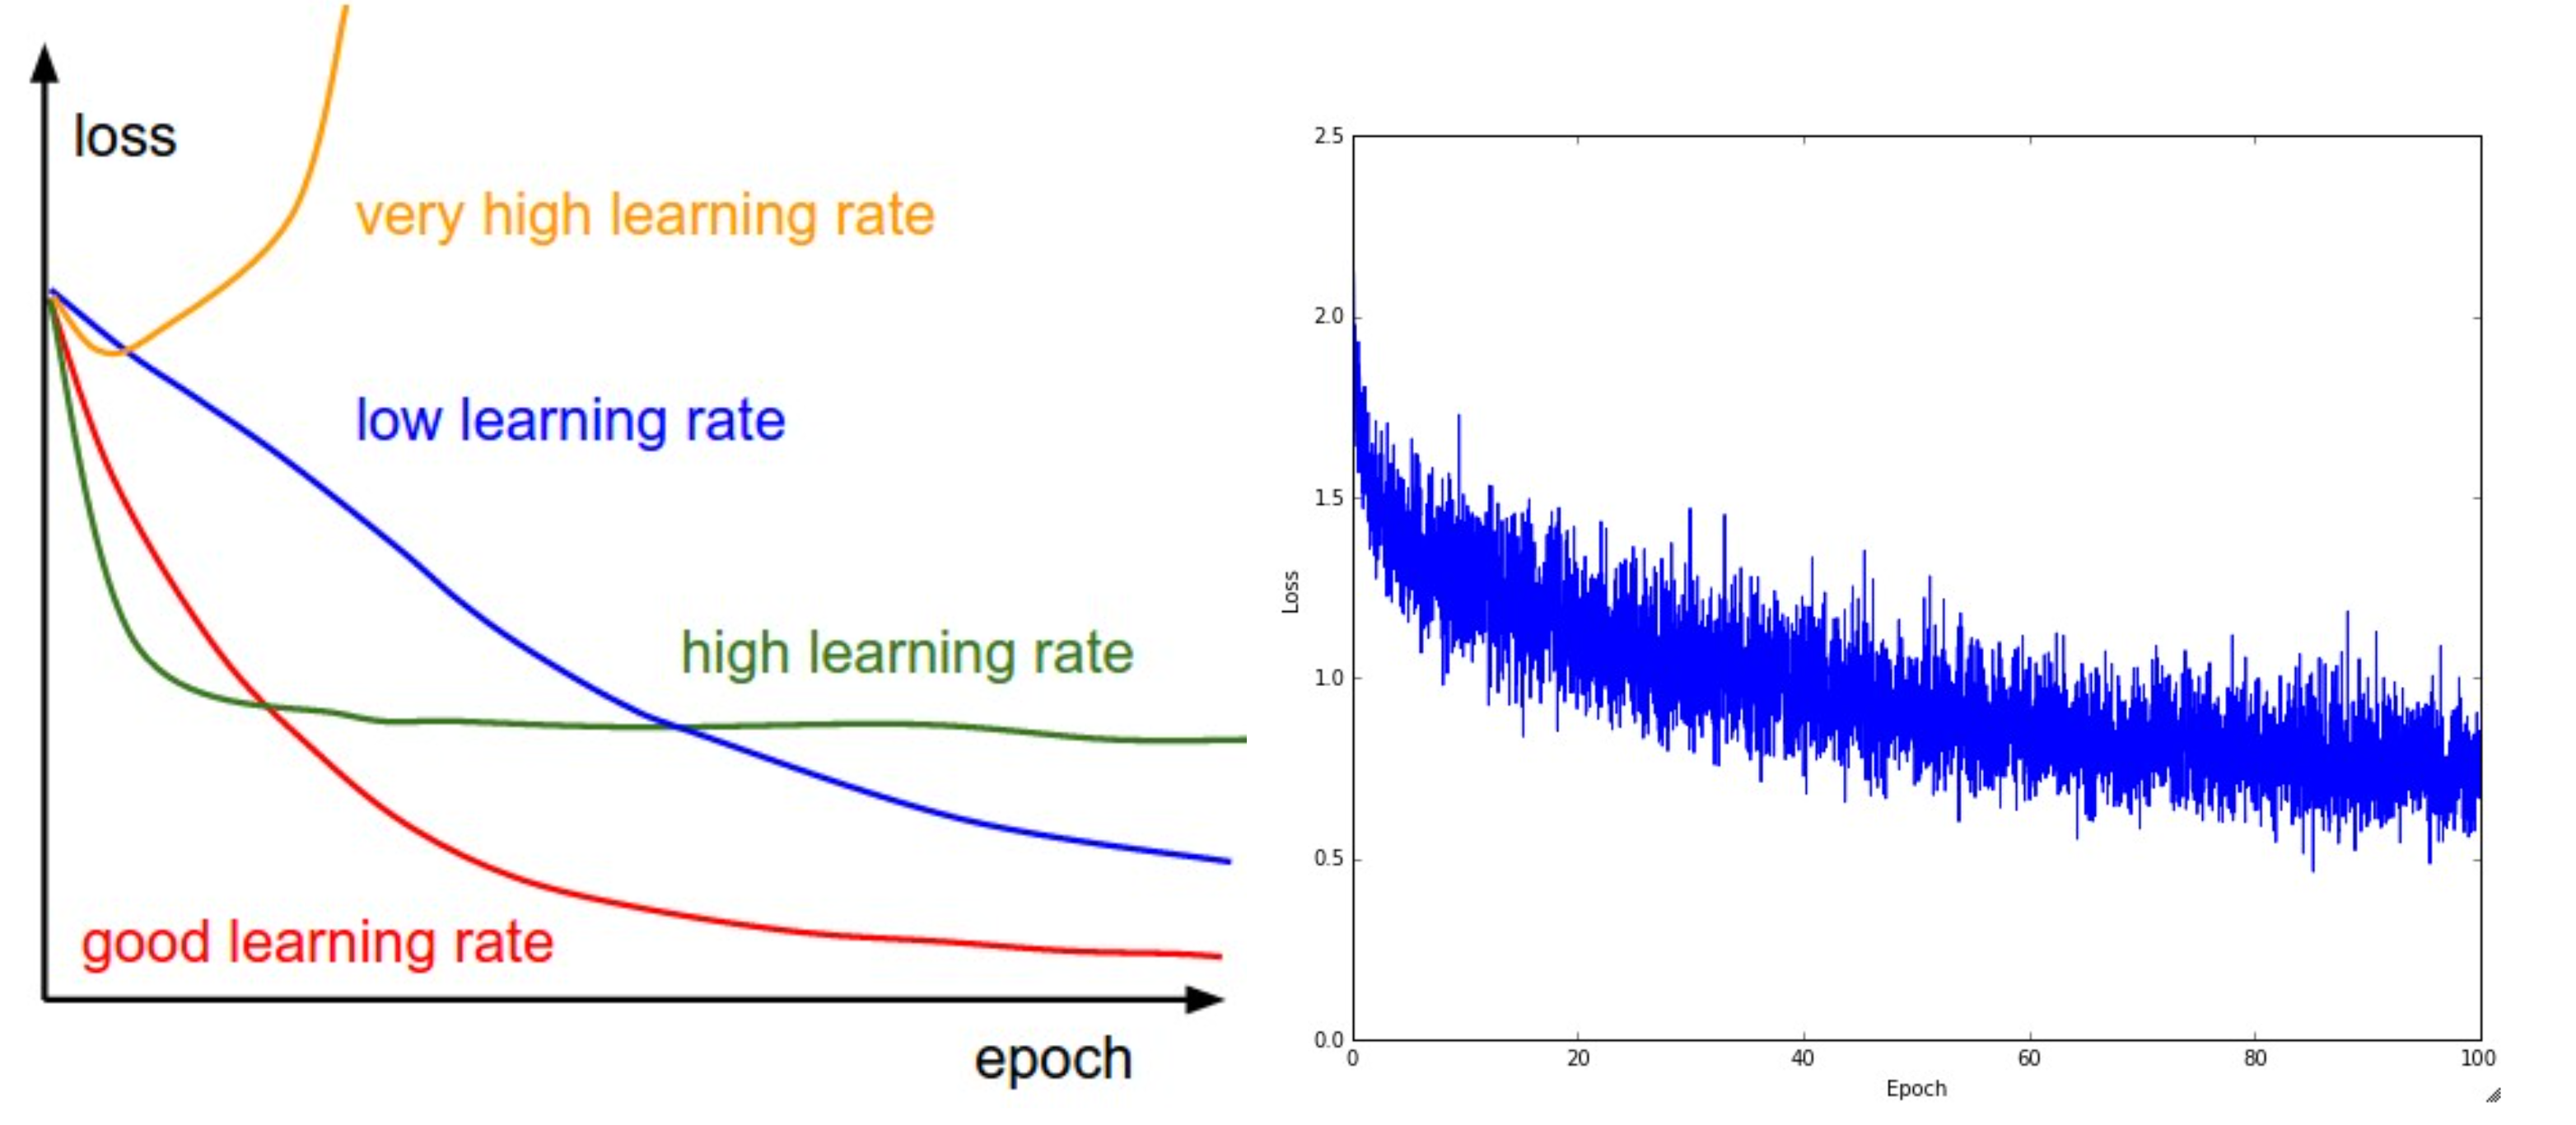 loss
very high learning rate
low learning rate
high learning rate
good learning rate
epoch
2.5
2.0
1.5
1.0
0.5
0.0
Loss
0 20 40 60 80 100
Epoch